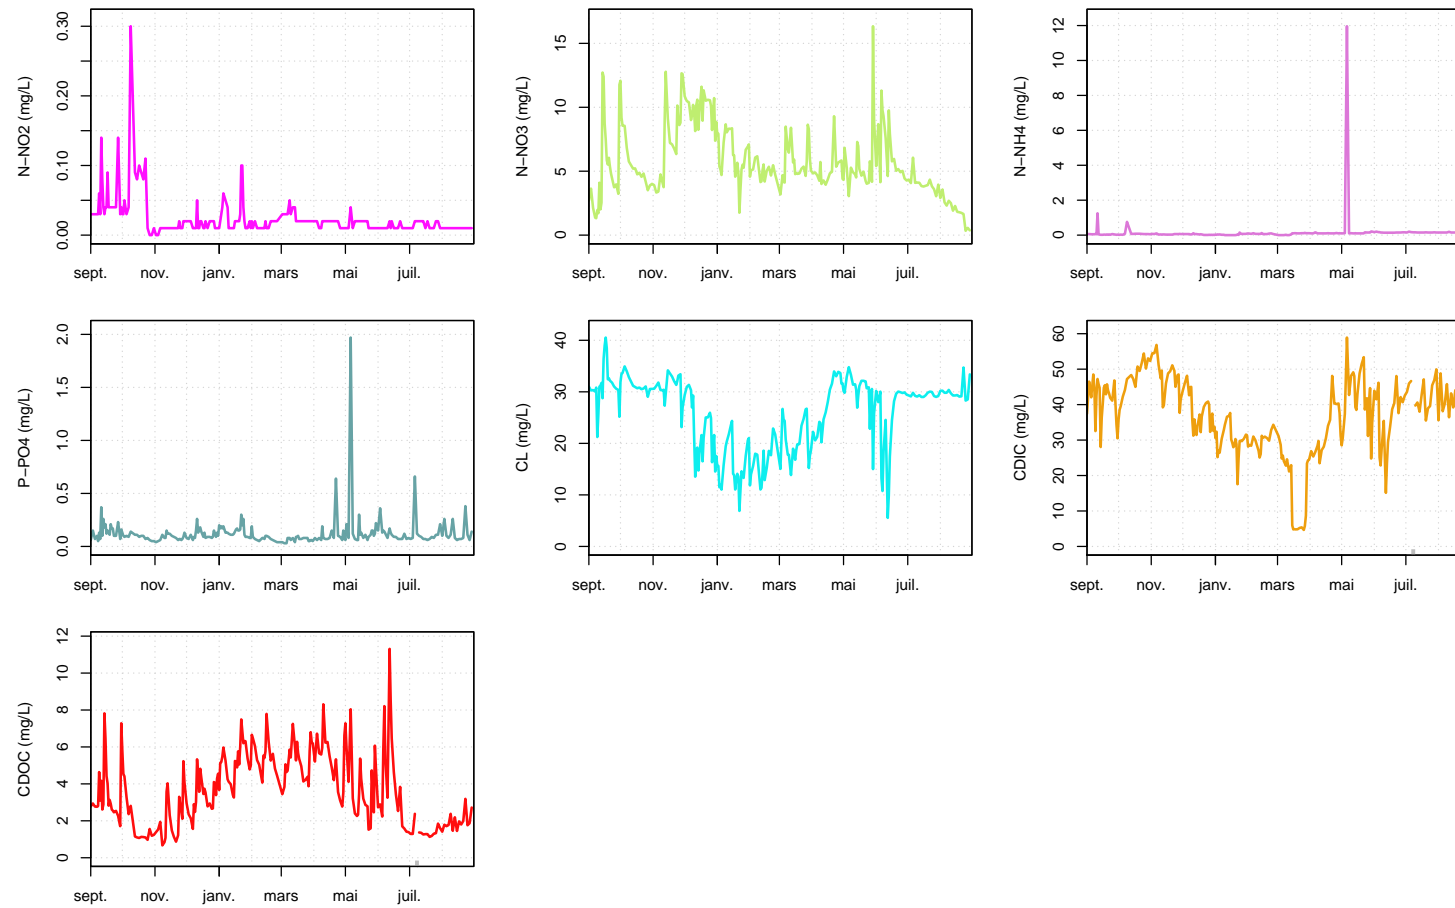 N−NO2 (mg/L)
0.00
0.10
0.20
0.30
sept. nov. janv. mars mai juil.
N−NO3 (mg/L)
0
5
10
15
sept. nov. janv. mars mai juil.
N−NH4 (mg/L)
0
2
4
6
8
10
12
sept. nov. janv. mars mai juil.
P−PO4 (mg/L)
0.0
0.5
1.0
1.5
2.0
sept. nov. janv. mars mai juil.
CL (mg/L)
0
10
20
30
40
sept. nov. janv. mars mai juil.
CDIC (mg/L)
0
10
20
30
40
50
60
sept. nov. janv. mars mai juil.
CDOC (mg/L)
0
2
4
6
8
10
12
sept. nov. janv. mars mai juil.